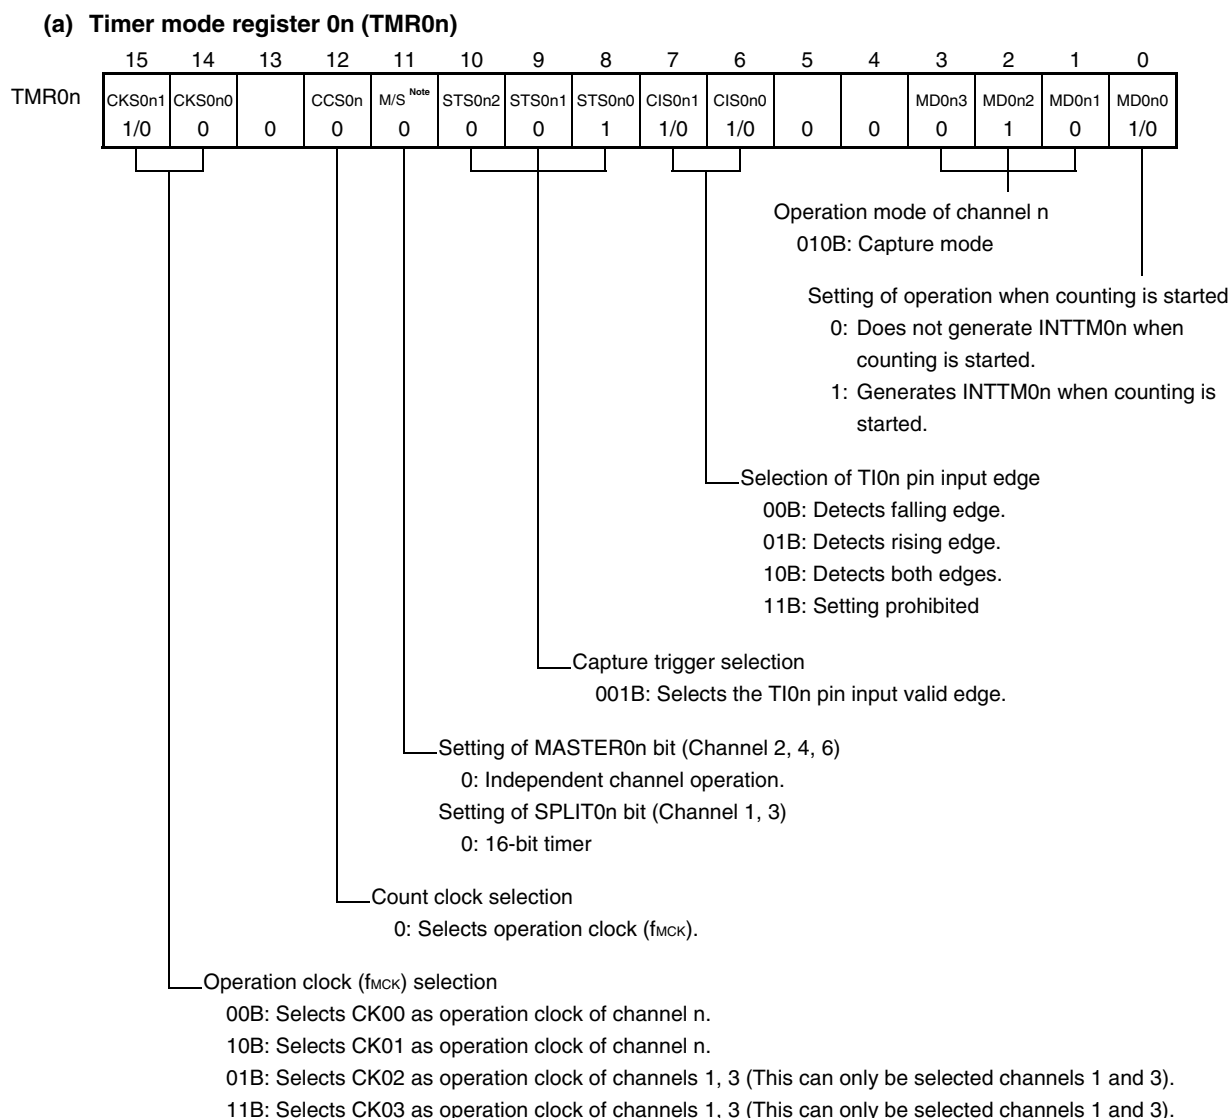 (a) Timer mode register 0n (TMR0n)
15 14 13 12 11 10 9 8 7 6 5 4 3 2 1 0
TMR0n
CKS0n1 CKS0n0 CCS0n M/S Note STS0n2 STS0n1 STS0n0 CIS0n1 CIS0n0 MD0n3 MD0n2 MD0n1 MD0n0
1/0 0 0 0 0 0 0 1 1/0 1/0 0 0 0 1 0 1/0
Operation mode of channel n
010B: Capture mode
Setting of operation when counting is started
0: Does not generate INTTM0n when
counting is started.
1: Generates INTTM0n when counting is
started.
Selection of TI0n pin input edge
00B: Detects falling edge.
01B: Detects rising edge.
10B: Detects both edges.
11B: Setting prohibited
Capture trigger selection
001B: Selects the TI0n pin input valid edge.
Setting of MASTER0n bit (Channel 2, 4, 6)
0: Independent channel operation.
Setting of SPLIT0n bit (Channel 1, 3)
0: 16-bit timer
Count clock selection
0: Selects operation clock (fMCK).
Operation clock (fMCK) selection
00B: Selects CK00 as operation clock of channel n.
10B: Selects CK01 as operation clock of channel n.
01B: Selects CK02 as operation clock of channels 1, 3 (This can only be selected channels 1 and 3).
11B: Selects CK03 as operation clock of channels 1, 3 (This can only be selected channels 1 and 3).